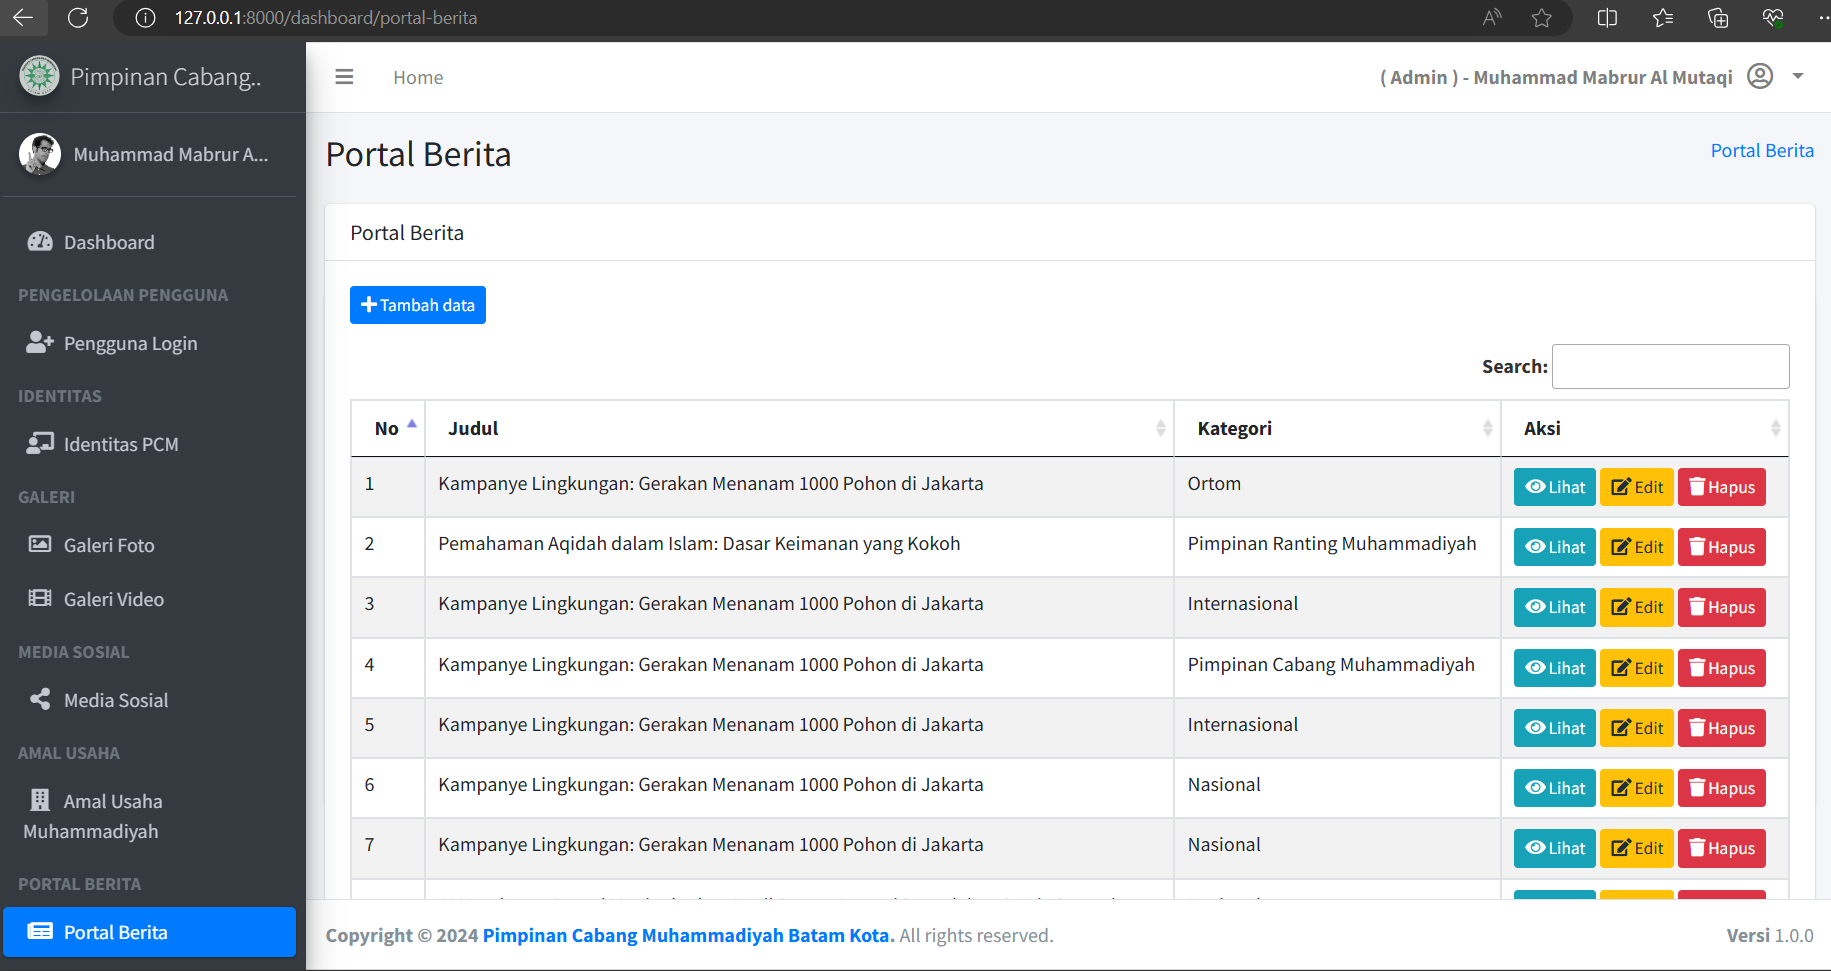 127.0.0.1:8000/dashboard/portal-berita
Pimpinan Cabang..
Home
( Admin ) - Muhammad Mabrur Al Mutaqi
Muhammad Mabrur A...
Portal Berita
Portal Berita
Dashboard
PENGELOLAAN PENGGUNA
Pengguna Login
IDENTITAS
Identitas PCM
GALERI
Galeri Foto
Galeri Video
MEDIA SOSIAL
Media Sosial
AMAL USAHA
Amal Usaha
Muhammadiyah
PORTAL BERITA
Portal Berita
Portal Berita
Tambah data
Search:
No Judul Kategori Aksi
1 Kampanye Lingkungan: Gerakan Menanam 1000 Pohon di Jakarta Ortom Lihat Edit Hapus
2 Pemahaman Aqidah dalam Islam: Dasar Keimanan yang Kokoh Pimpinan Ranting Muhammadiyah Lihat Edit Hapus
3 Kampanye Lingkungan: Gerakan Menanam 1000 Pohon di Jakarta Internasional Lihat Edit Hapus
4 Kampanye Lingkungan: Gerakan Menanam 1000 Pohon di Jakarta Pimpinan Cabang Muhammadiyah Lihat Edit Hapus
5 Kampanye Lingkungan: Gerakan Menanam 1000 Pohon di Jakarta Internasional Lihat Edit Hapus
6 Kampanye Lingkungan: Gerakan Menanam 1000 Pohon di Jakarta Nasional Lihat Edit Hapus
7 Kampanye Lingkungan: Gerakan Menanam 1000 Pohon di Jakarta Nasional Lihat Edit Hapus
Copyright © 2024 Pimpinan Cabang Muhammadiyah Batam Kota. All rights reserved.
Versi 1.0.0